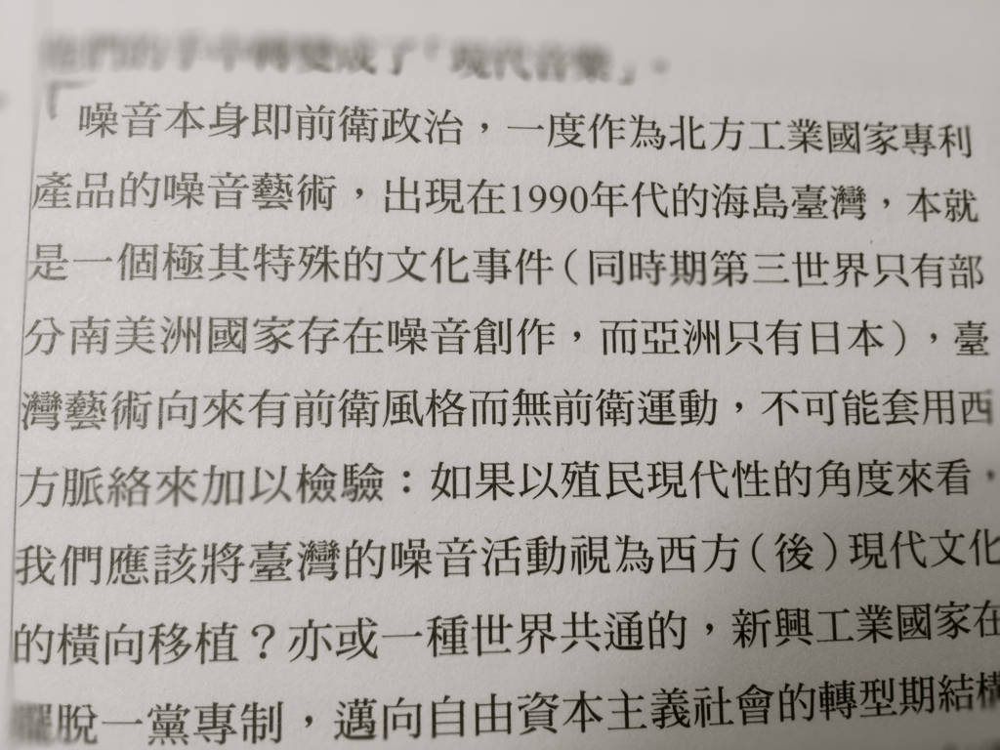 他們的手中轉變成了「現代音樂」。
噪音本身即前衛政治，一度作為北方工業國家專利
產品的噪音藝術，出現在1990年代的海島臺灣，本就
是一個極其特殊的文化事件（同時期第三世界只有部
分南美洲國家存在噪音創作，而亞洲只有日本），臺
灣藝術向來有前衛風格而無前衛運動，不可能套用西
方脈絡來加以檢驗：如果以殖民現代性的角度來看，
我們應該將臺灣的噪音活動視為西方（後）現代文化
的橫向移植？亦或一種世界共通的，新興工業國家在
擺脫一黨專制，邁向自由資本主義社會的轉型期結構